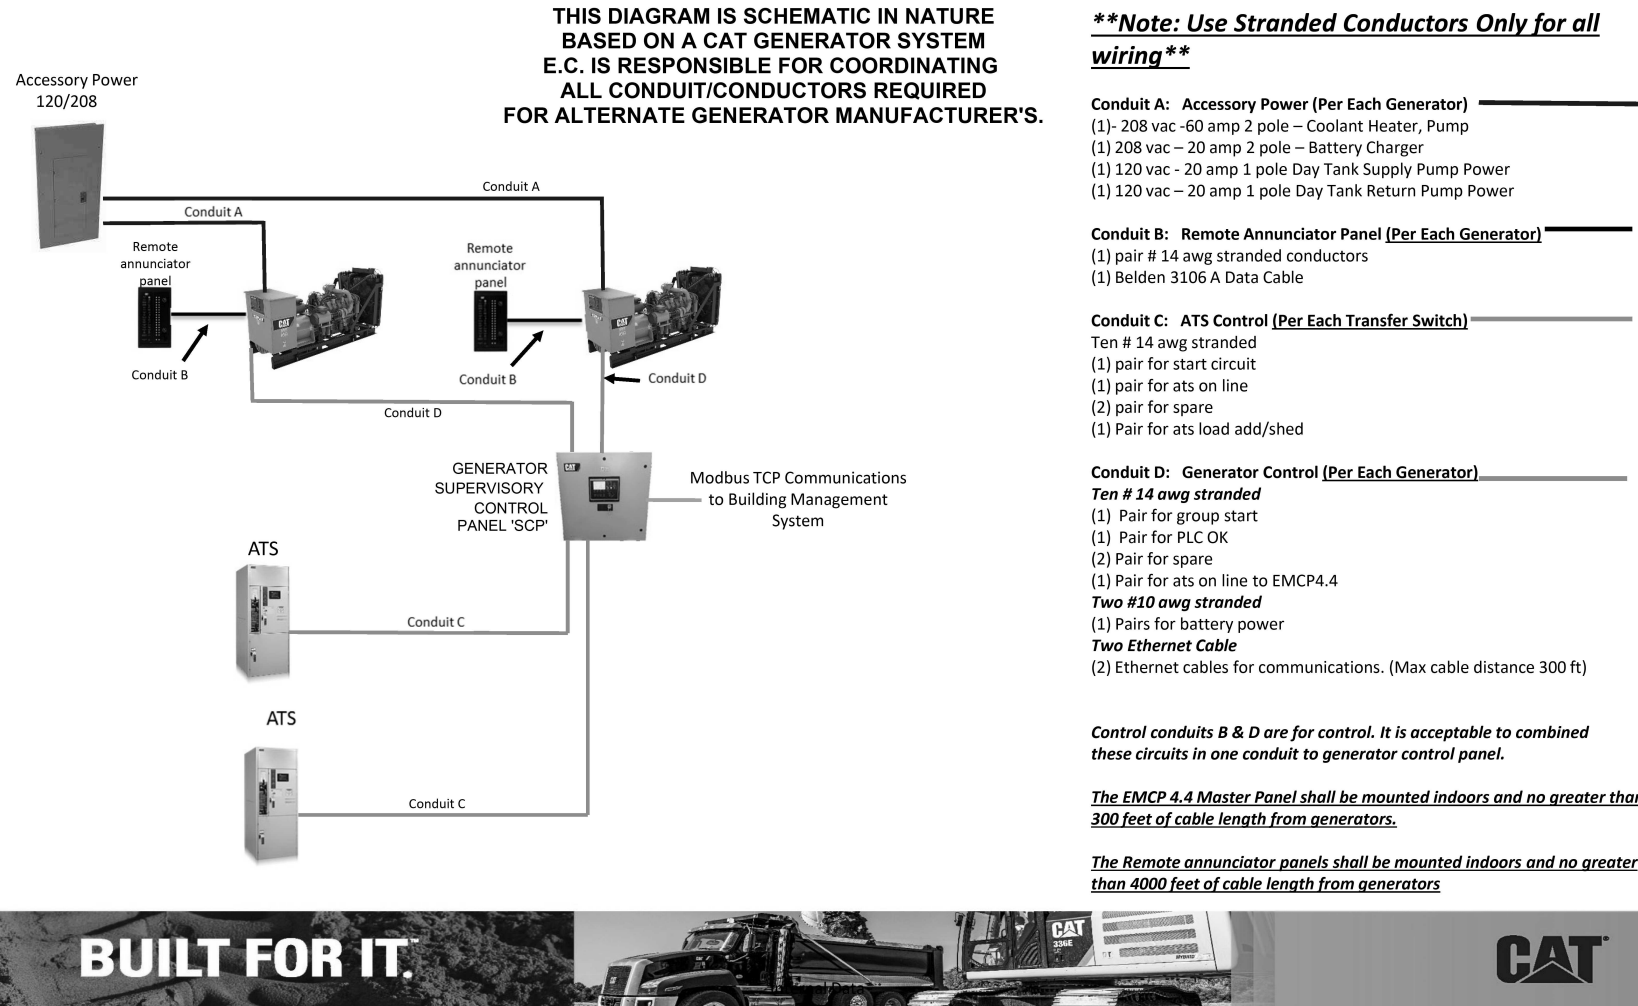 THIS DIAGRAM IS SCHEMATIC IN NATURE
BASED ON A CAT GENERATOR SYSTEM
E.C. IS RESPONSIBLE FOR COORDINATING
ALL CONDUIT/CONDUCTORS REQUIRED
FOR ALTERNATE GENERATOR MANUFACTURER'S.
Accessory Power
120/208
Conduit A
Conduit A
Remote
annunciator
panel
Remote
annunciator
panel
CAT
CAT
Conduit B
Conduit B
Conduit D
Conduit D
GENERATOR
SUPERVISORY
CONTROL
PANEL 'SCP'
CAT
Modbus TCP Communications
to Building Management
System
ATS
Conduit C
ATS
Conduit C
**Note: Use Stranded Conductors Only for all
wiring**
Conduit A: Accessory Power (Per Each Generator)
(1)- 208 vac -60 amp 2 pole – Coolant Heater, Pump
(1) 208 vac – 20 amp 2 pole – Battery Charger
(1) 120 vac - 20 amp 1 pole Day Tank Supply Pump Power
(1) 120 vac – 20 amp 1 pole Day Tank Return Pump Power
Conduit B: Remote Annunciator Panel (Per Each Generator)
(1) pair # 14 awg stranded conductors
(1) Belden 3106 A Data Cable
Conduit C: ATS Control (Per Each Transfer Switch)
Ten # 14 awg stranded
(1) pair for start circuit
(1) pair for ats on line
(2) pair for spare
(1) Pair for ats load add/shed
Conduit D: Generator Control (Per Each Generator)
Ten # 14 awg stranded
(1) Pair for group start
(1) Pair for PLC OK
(2) Pair for spare
(1) Pair for ats on line to EMCP4.4
Two #10 awg stranded
(1) Pairs for battery power
Two Ethernet Cable
(2) Ethernet cables for communications. (Max cable distance 300 ft)
Control conduits B & D are for control. It is acceptable to combined
these circuits in one conduit to generator control panel.
The EMCP 4.4 Master Panel shall be mounted indoors and no greater than
300 feet of cable length from generators.
The Remote annunciator panels shall be mounted indoors and no greater
than 4000 feet of cable length from generators
BUILT FOR IT.™
CAT
336E
HYBRID
CAT®